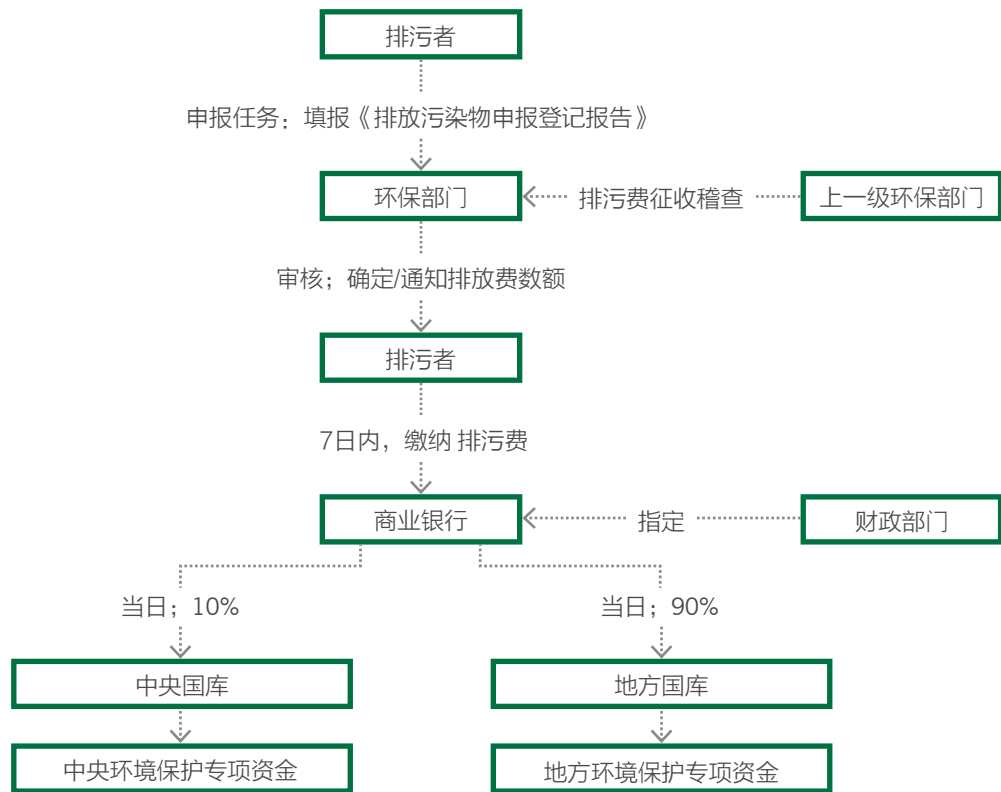 排污者
申报任务：填报《排放污染物申报登记报告》
环保部门
排污费征收稽查
上一级环保部门
审核；确定/通知排放费数额
排污者
7日内，缴纳 排污费
商业银行
指定
财政部门
当日；10%
当日；90%
中央国库
地方国库
中央环境保护专项资金
地方环境保护专项资金